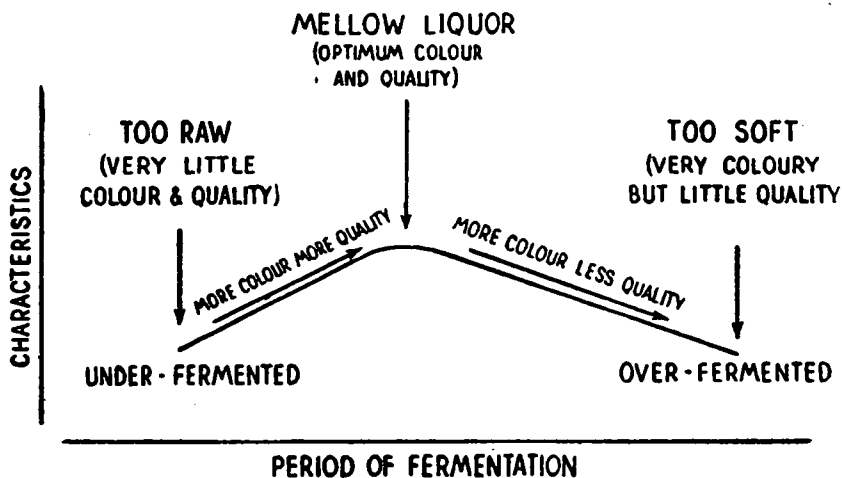 MELLOW LIQUOR
(OPTIMUM COLOUR
AND QUALITY)
TOO RAW
(VERY LITTLE
COLOUR & QUALITY)
TOO SOFT
(VERY COLOURY
BUT LITTLE QUALITY
CHARACTERISTICS
MORE COLOUR MORE QUALITY
MORE COLOUR LESS QUALITY
UNDER-FERMENTED
OVER-FERMENTED
PERIOD OF FERMENTATION